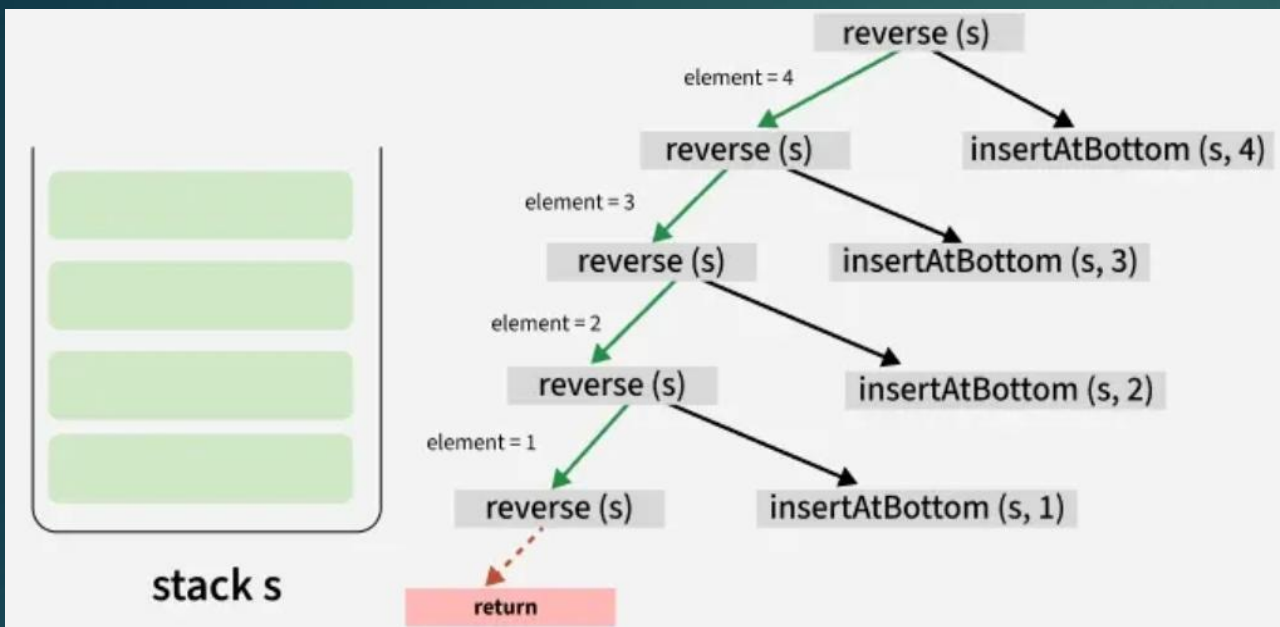 reverse (s)
element = 4
reverse (s)
insertAtBottom (s, 4)
element = 3
reverse (s)
insertAtBottom (s, 3)
element = 2
reverse (s)
insertAtBottom (s, 2)
element = 1
reverse (s)
insertAtBottom (s, 1)
stack s
return